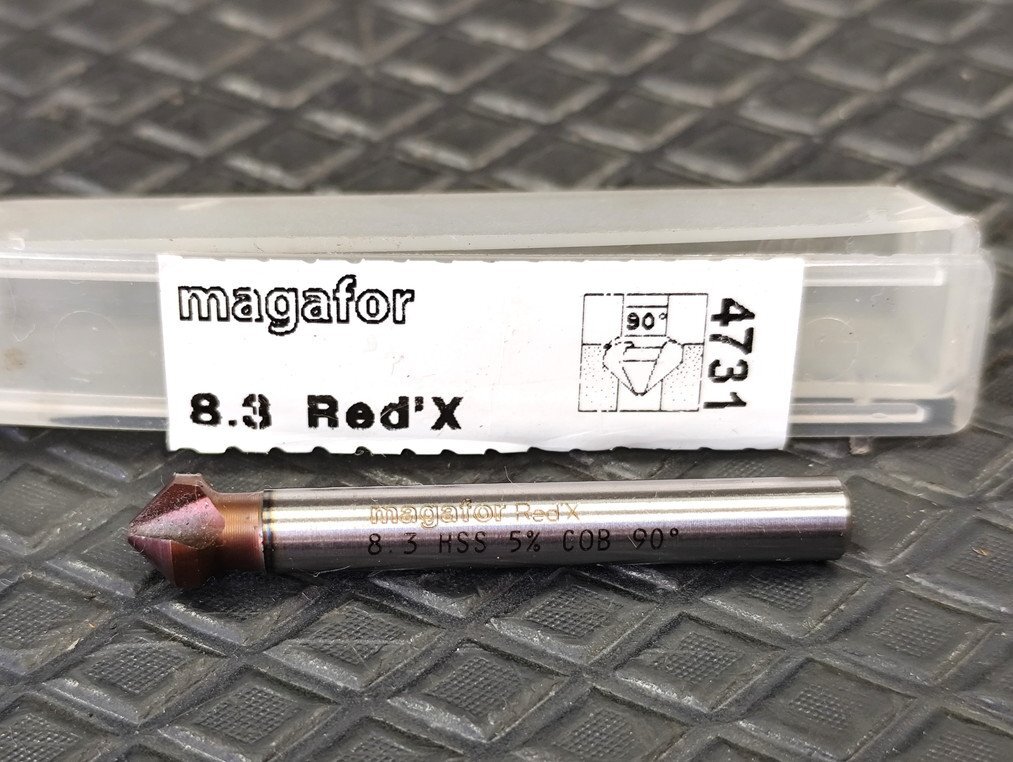 magafor
8.3 Red'X
90°
4731
magafor Red'X
8.3 HSS 5% COB 90°